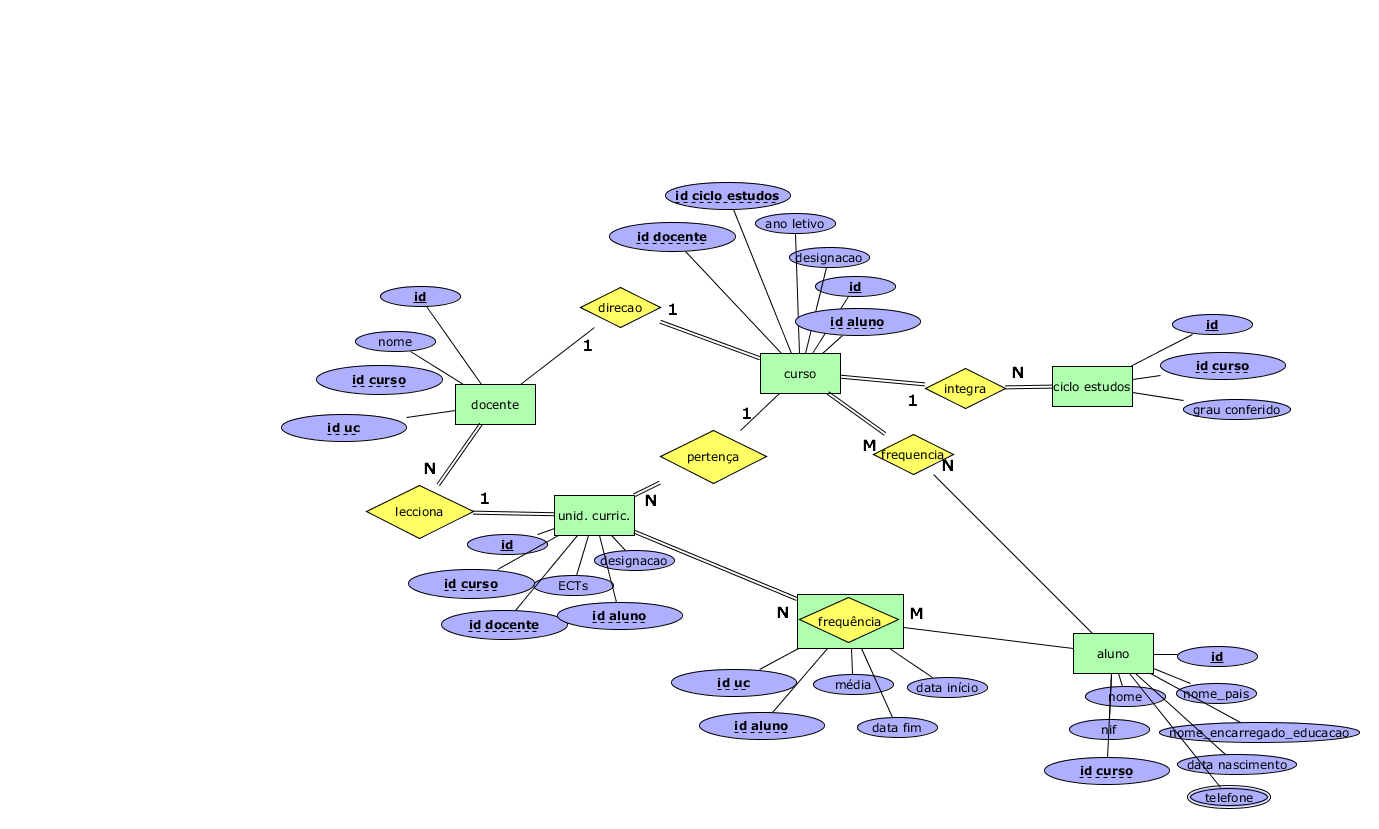 id ciclo estudos
ano letivo
id docente
designacao
id
id aluno
curso
direcao
1
1
id
nome
id curso
id uc
docente
N
lecciona
1
1
pertença
N
1
integra
N
ciclo estudos
id
id curso
grau conferido
M
frequencia
N
unid. curric.
id
designacao
id curso
ECTs
id docente
id aluno
N
frequência
M
id uc
média
data início
id aluno
data fim
aluno
id
nome
nome_pais
nif
nome_encarregado_educacao
id curso
data nascimento
telefone